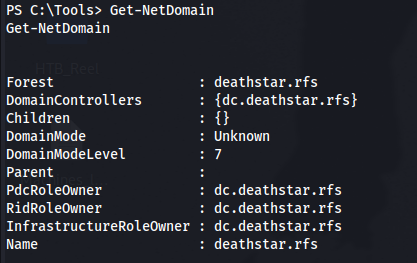 PS C:\Tools> Get-NetDomain
Get-NetDomain
HTB_Reel
Forest : deathstar.rfs
DomainControllers : {dc.deathstar.rfs}
Children : {}
DomainMode : Unknown
DomainModeLevel : 7
Parent :
PdcRoleOwner : dc.deathstar.rfs
RidRoleOwner : dc.deathstar.rfs
InfrastructureRoleOwner : dc.deathstar.rfs
Name : deathstar.rfs